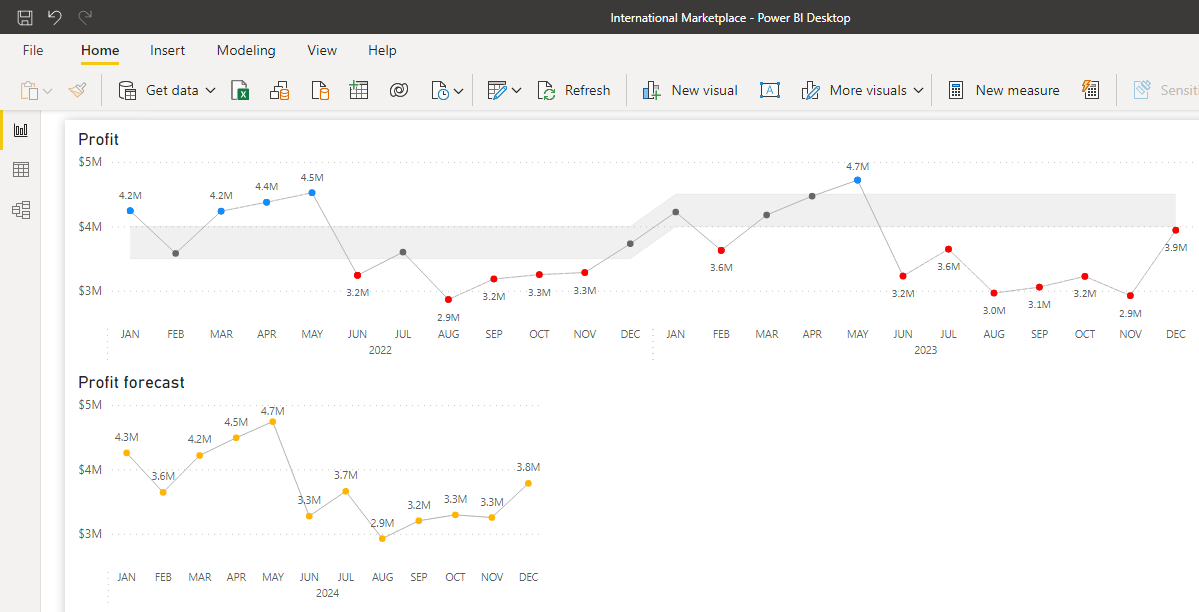 International Marketplace - Power BI Desktop
File Home Insert Modeling View Help
Get data Refresh New visual A More visuals New measure Sensiti
Profit
$5M
4.7M
4.5M
4.4M
4.2M 4.2M
$4M
3.9M
3.6M 3.6M
$3M
3.2M 3.2M 3.3M 3.3M 3.2M 3.1M 3.2M
2.9M 3.0M 2.9M
JAN FEB MAR APR MAY JUN JUL AUG SEP OCT NOV DEC JAN FEB MAR APR MAY JUN JUL AUG SEP OCT NOV DEC
2022 2023
Profit forecast
$5M
4.7M
4.5M
4.3M 4.2M
$4M
3.8M
3.6M 3.7M
3.3M 3.2M 3.3M 3.3M
2.9M
$3M
JAN FEB MAR APR MAY JUN JUL AUG SEP OCT NOV DEC
2024